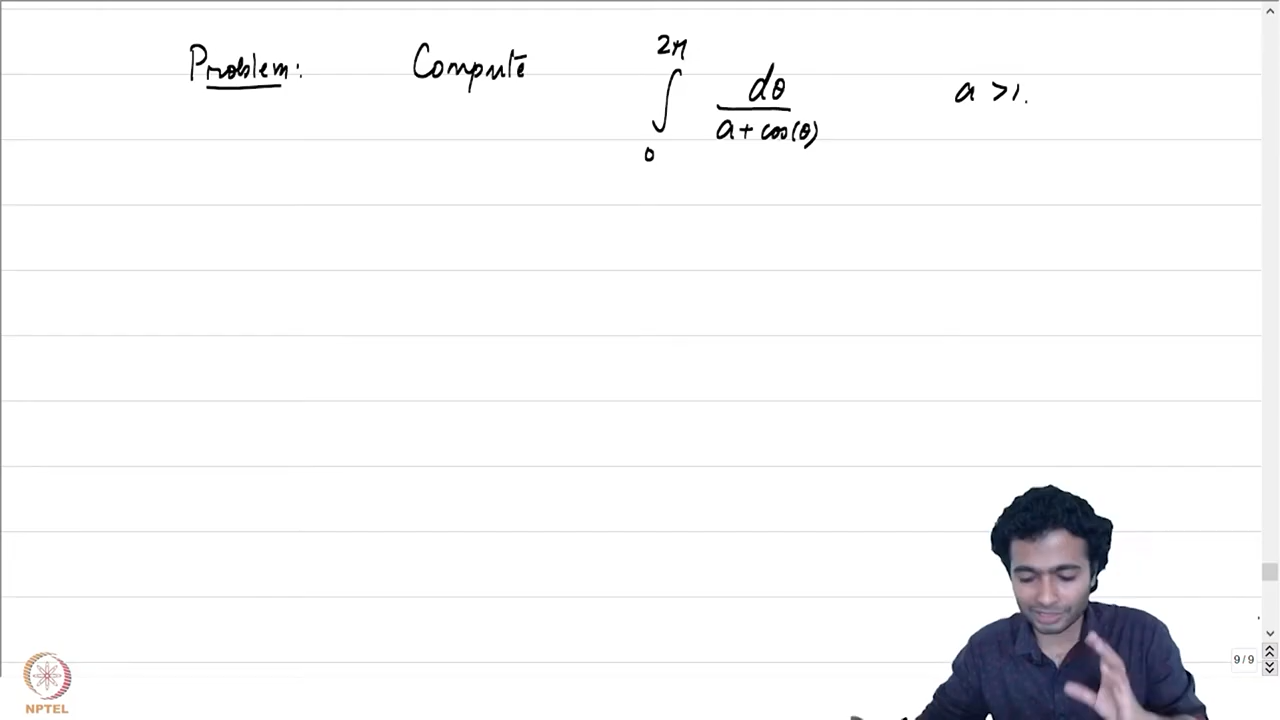 Problem: Compute ∫₀^{2π} dθ / (a + cos(θ)) a > 1.
9 / 9
NPTEL